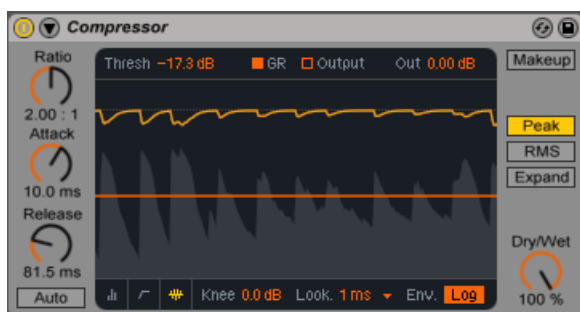 Compressor
Ratio
2.00 : 1
Attack
10.0 ms
Release
81.5 ms
Auto
Thresh -17.3 dB GR Output Out 0.00 dB
Knee 0.0 dB Look. 1 ms Env. Log
Makeup
Peak
RMS
Expand
Dry/Wet
100 %